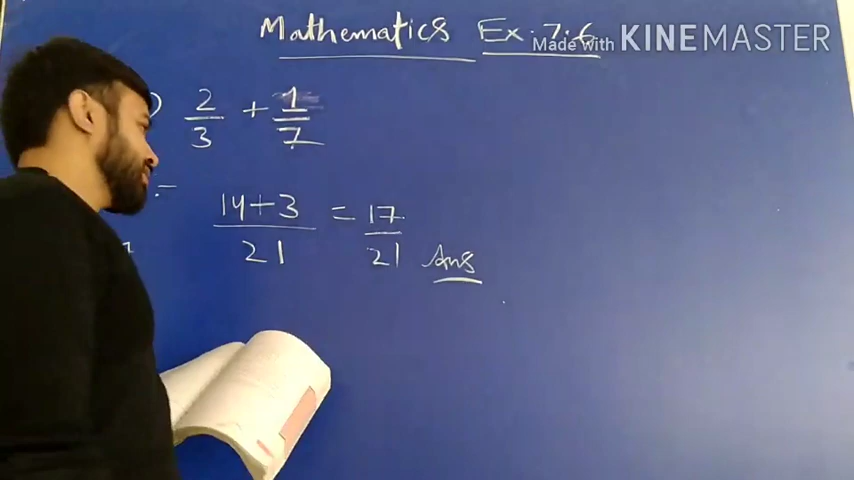 Mathematics Ex. 7.6
Made with KINEMASTER
) 2/3 + 1/7
= 14+3/21 = 17/21 Ans